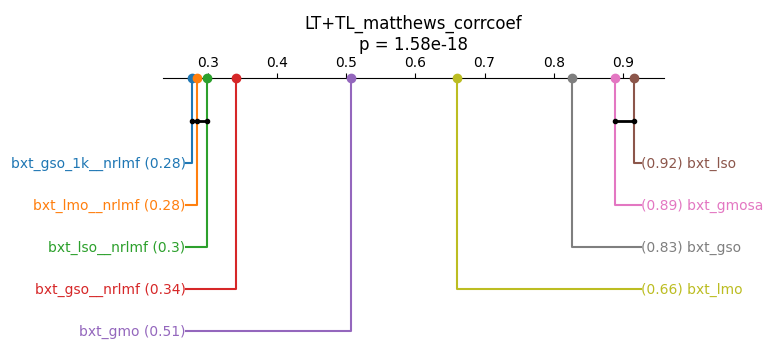 LT+TL_matthews_corrcoef
p = 1.58e-18
0.3 0.4 0.5 0.6 0.7 0.8 0.9
bxt_gso_1k__nrlmf (0.28) (0.92) bxt_lso
bxt_lmo__nrlmf (0.28) (0.89) bxt_gmosa
bxt_lso__nrlmf (0.3) (0.83) bxt_gso
bxt_gso__nrlmf (0.34) (0.66) bxt_lmo
bxt_gmo (0.51)